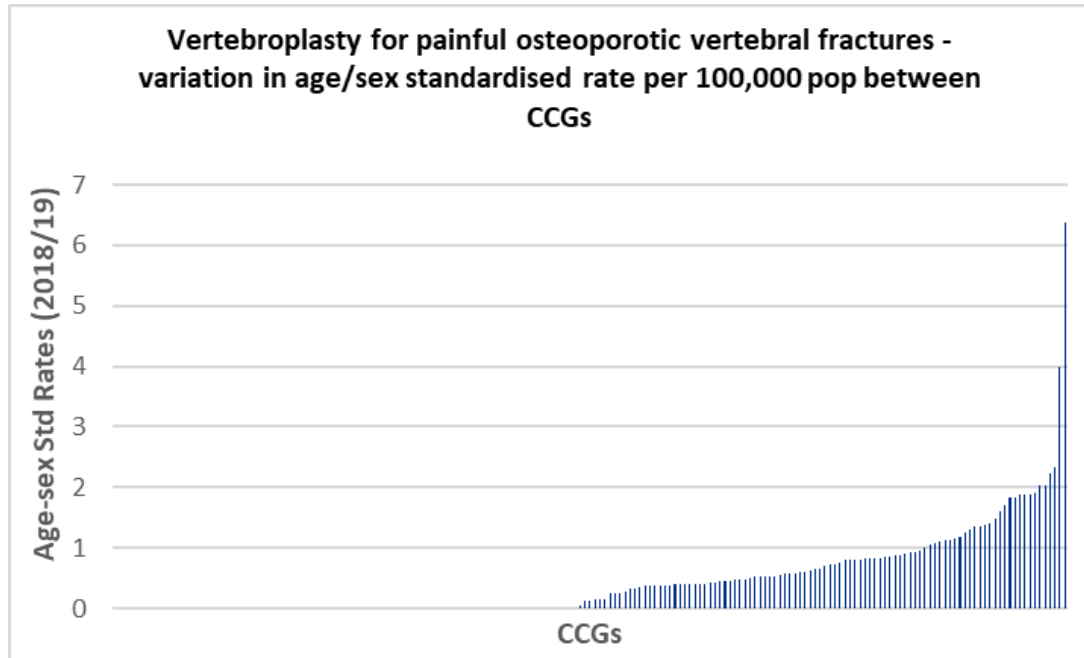 Vertebroplasty for painful osteoporotic vertebral fractures -
variation in age/sex standardised rate per 100,000 pop between
CCGs
Age-sex Std Rates (2018/19)
7
6
5
4
3
2
1
0
CCGs